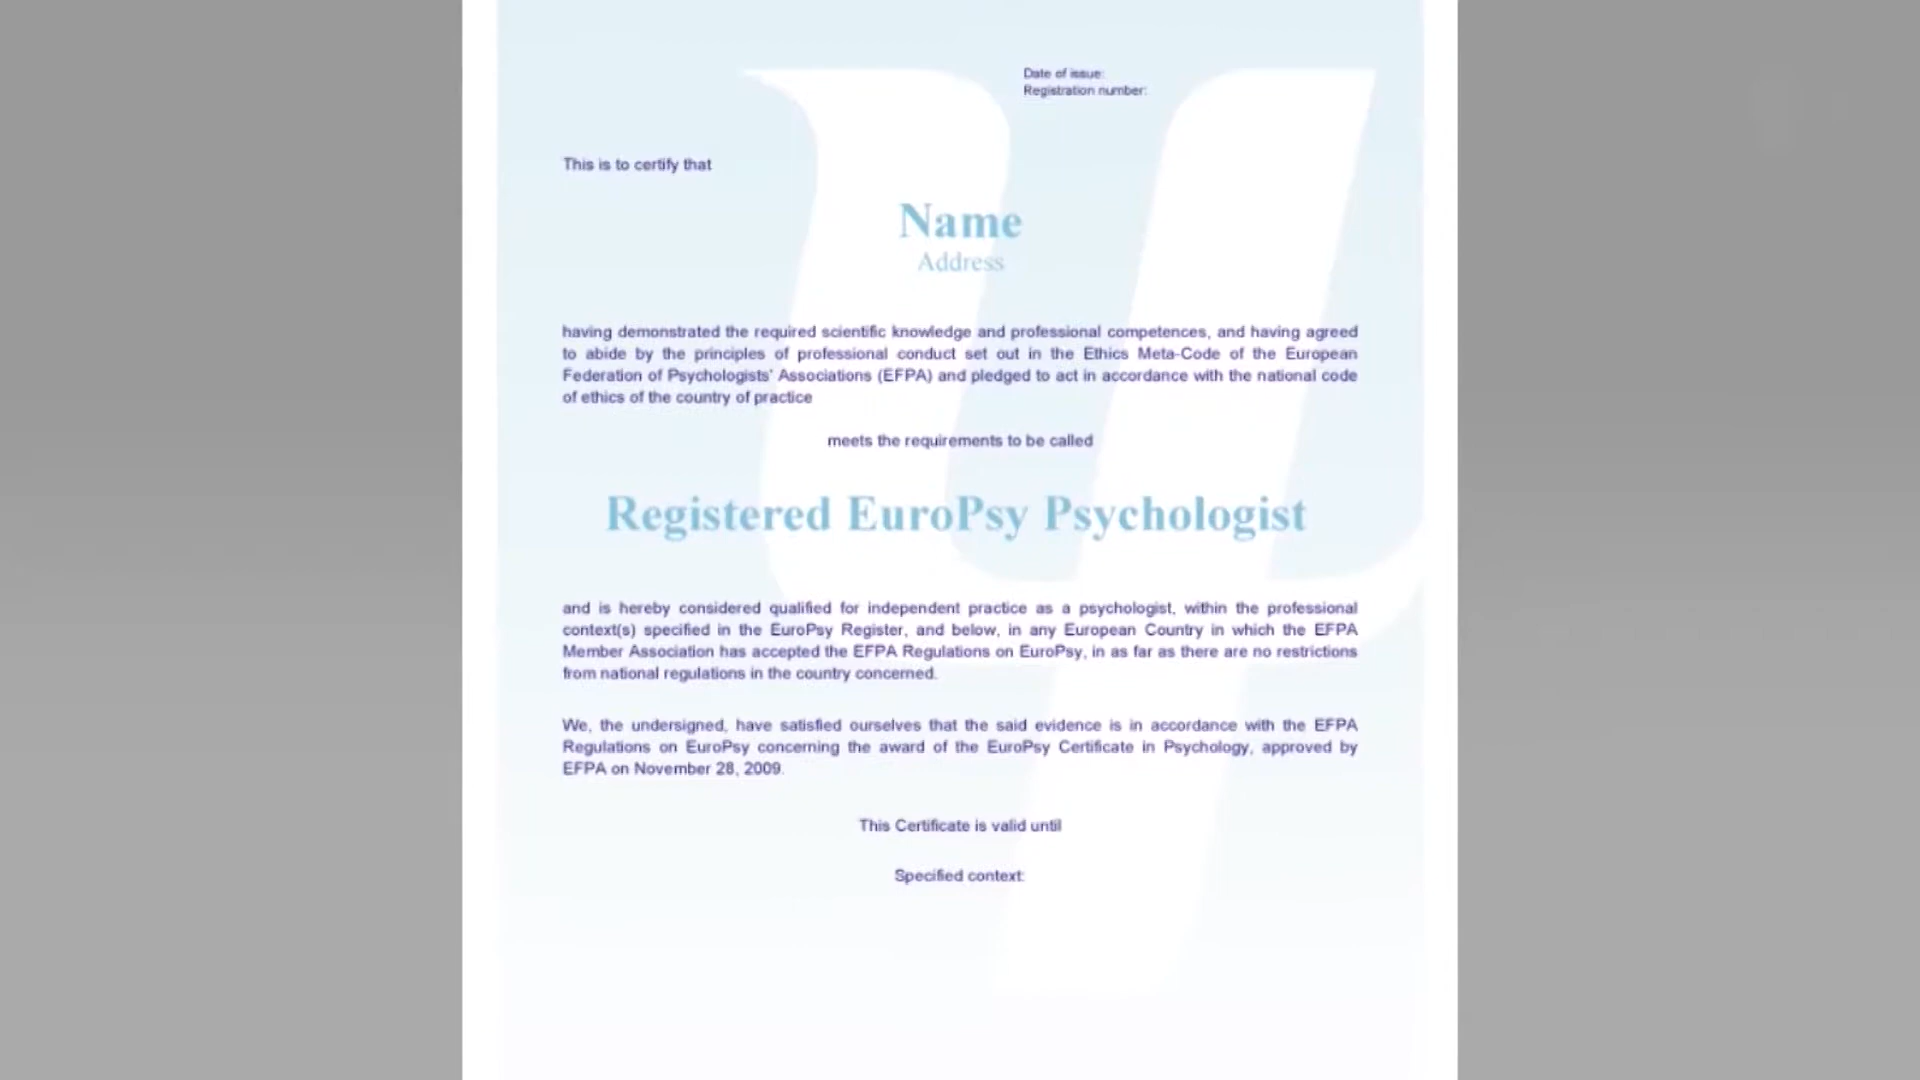 Date of issue:
Registration number:
This is to certify that
Name
Address
having demonstrated the required scientific knowledge and professional competences, and having agreed
to abide by the principles of professional conduct set out in the Ethics Meta-Code of the European
Federation of Psychologists' Associations (EFPA) and pledged to act in accordance with the national code
of ethics of the country of practice
meets the requirements to be called
Registered EuroPsy Psychologist
and is hereby considered qualified for independent practice as a psychologist, within the professional
context(s) specified in the EuroPsy Register, and below, in any European Country in which the EFPA
Member Association has accepted the EFPA Regulations on EuroPsy, in as far as there are no restrictions
from national regulations in the country concerned.
We, the undersigned, have satisfied ourselves that the said evidence is in accordance with the EFPA
Regulations on EuroPsy concerning the award of the EuroPsy Certificate in Psychology, approved by
EFPA on November 28, 2009.
This Certificate is valid until
Specified context: